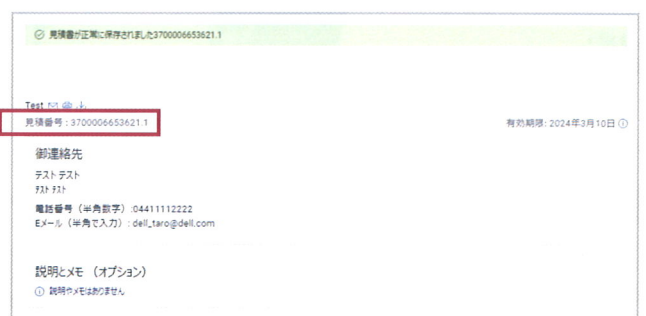 見積書が正常に保存されました3700006653621.1
Test
見積番号 : 3700006653621.1
有効期限: 2024年3月10日
御連絡先
テスト テスト
テスト テスト
電話番号（半角数字）:04411112222
Eメール（半角で入力）: dell_taro@dell.com
説明とメモ （オプション）
説明やメモはありません